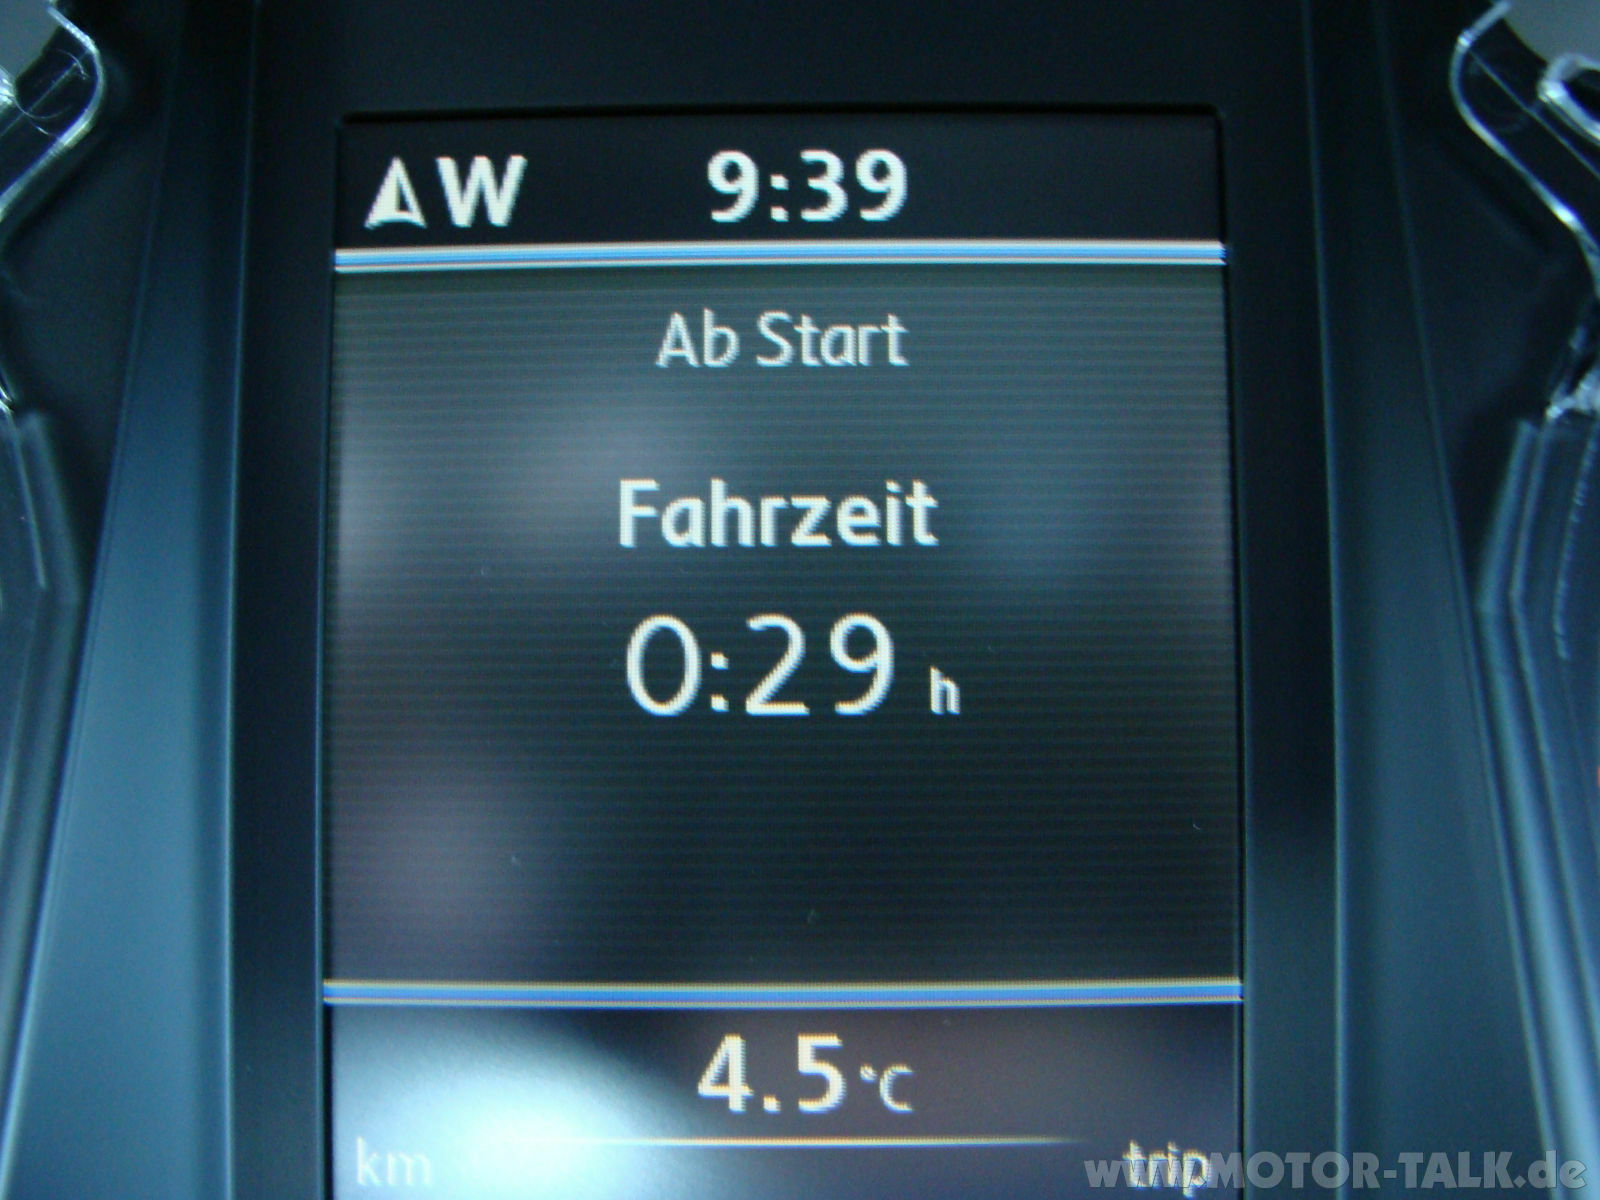 W 9:39
Ab Start
Fahrzeit
0:29 h
4.5 °C
km trip
www.MOTOR-TALK.de